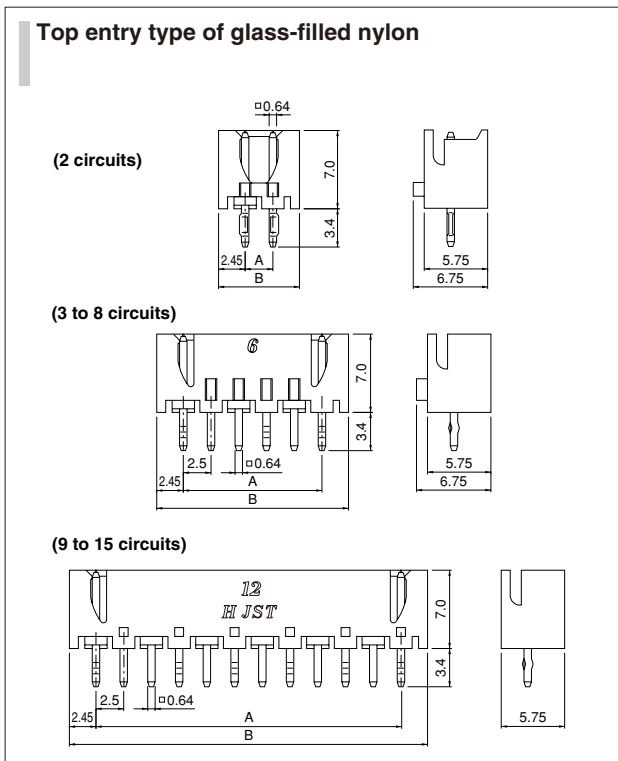 Top entry type of glass-filled nylon
□0.64
(2 circuits)
7.0
3.4
2.45 A
B
5.75
6.75
(3 to 8 circuits)
6
7.0
3.4
2.5 □0.64
2.45 A
B
5.75
6.75
(9 to 15 circuits)
12
H JST
7.0
3.4
2.5 □0.64
2.45 A
B
5.75